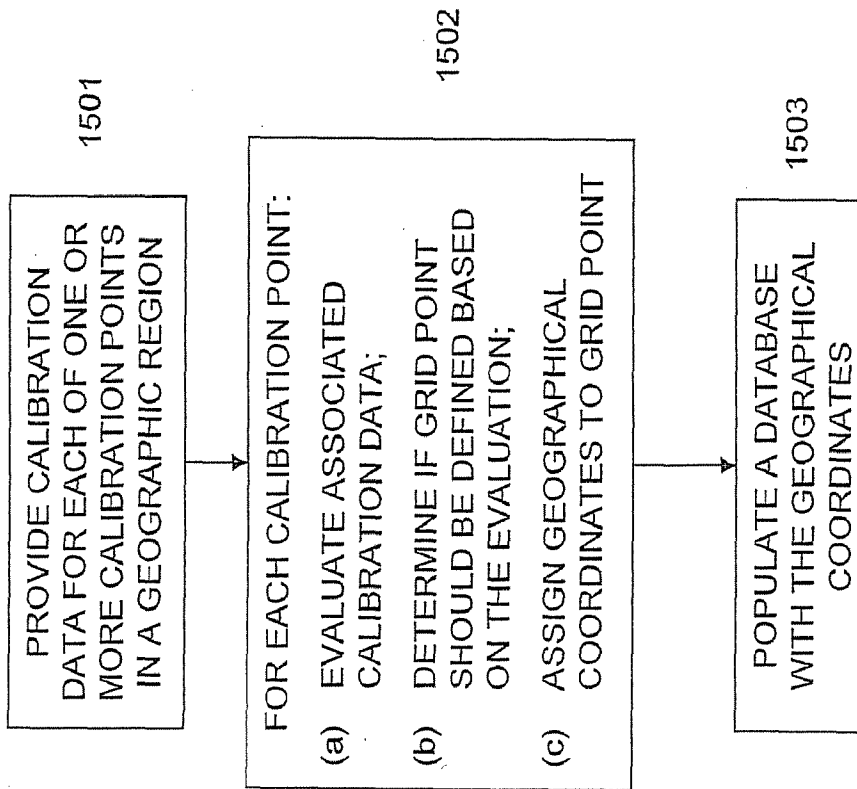 1501
PROVIDE CALIBRATION
DATA FOR EACH OF ONE OR
MORE CALIBRATION POINTS
IN A GEOGRAPHIC REGION
1502
FOR EACH CALIBRATION POINT:
(a) EVALUATE ASSOCIATED
CALIBRATION DATA;
(b) DETERMINE IF GRID POINT
SHOULD BE DEFINED BASED
ON THE EVALUATION;
(c) ASSIGN GEOGRAPHICAL
COORDINATES TO GRID POINT
1503
POPULATE A DATABASE
WITH THE GEOGRAPHICAL
COORDINATES